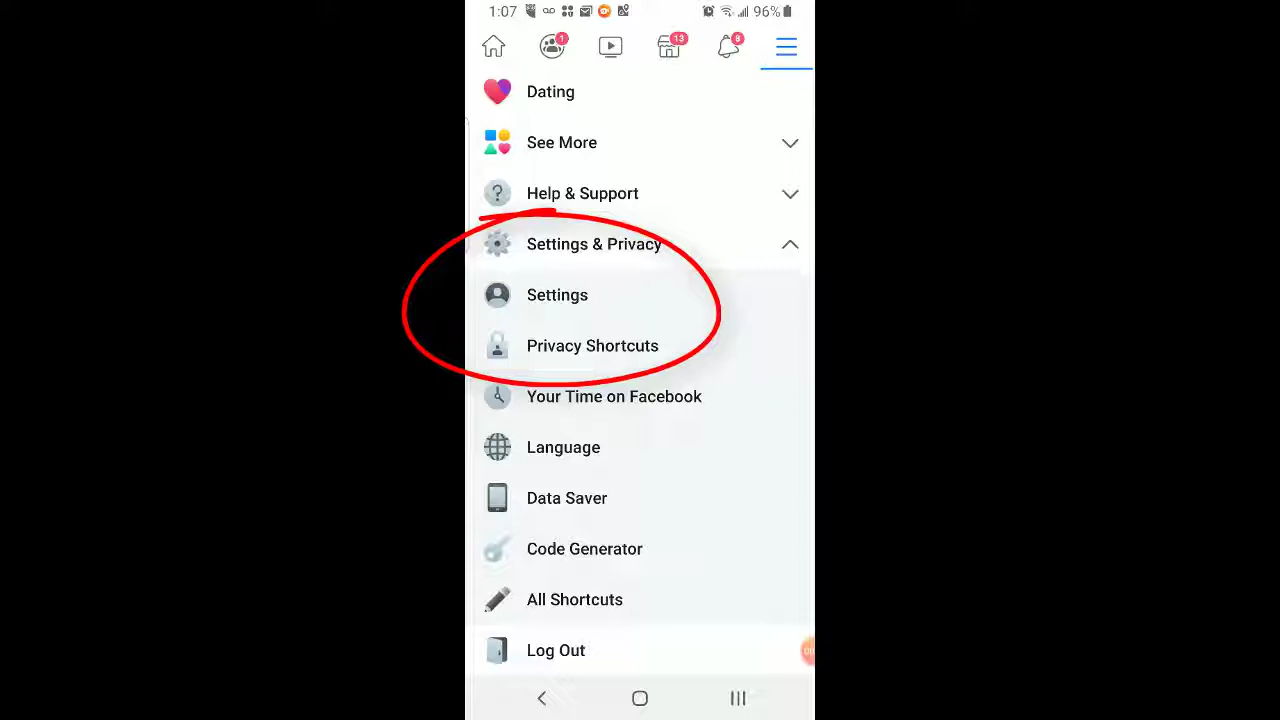 1:07 96%
1 13 8
Dating
See More
? Help & Support
Settings & Privacy
Settings
Privacy Shortcuts
Your Time on Facebook
Language
Data Saver
Code Generator
All Shortcuts
Log Out